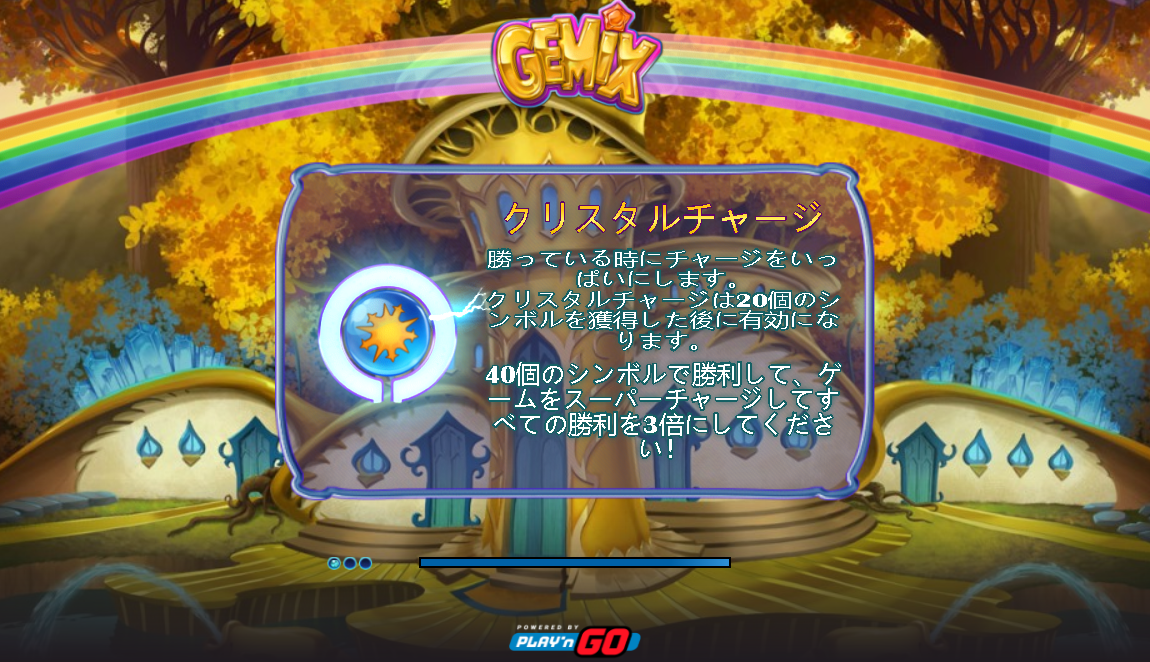 GEMiX
クリスタルチャージ
勝っている時にチャージをいっ
ぱいにします。
クリスタルチャージは20個のシ
ンボルを獲得した後に有効にな
ります。
40個のシンボルで勝利して、ゲ
ームをスーパーチャージしてす
べての勝利を3倍にしてくださ
い!
POWERED BY
PLAY'n GO